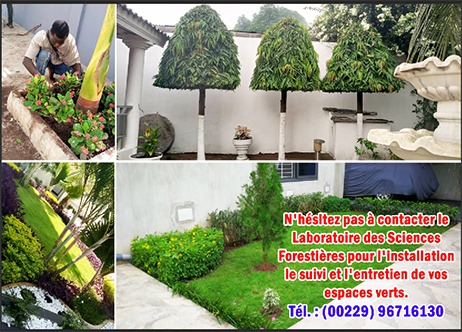 N'hésitez pas à contacter le
Laboratoire des Sciences
Forestières pour l'Installation
le suivi et l'entretien de vos
espaces verts.
Tél. : (00229) 96716130